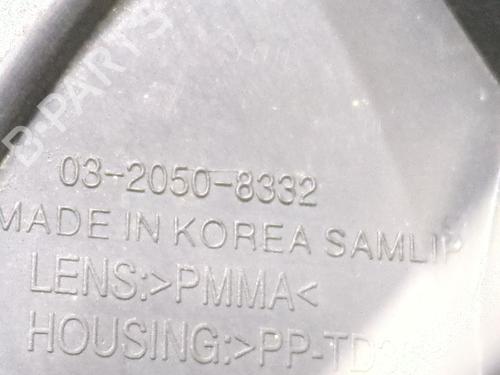 B-PARTS
03-2050-8332
MADE IN KOREA SAMLIP
LENS:>PMMA<
HOUSING:>PP-TD